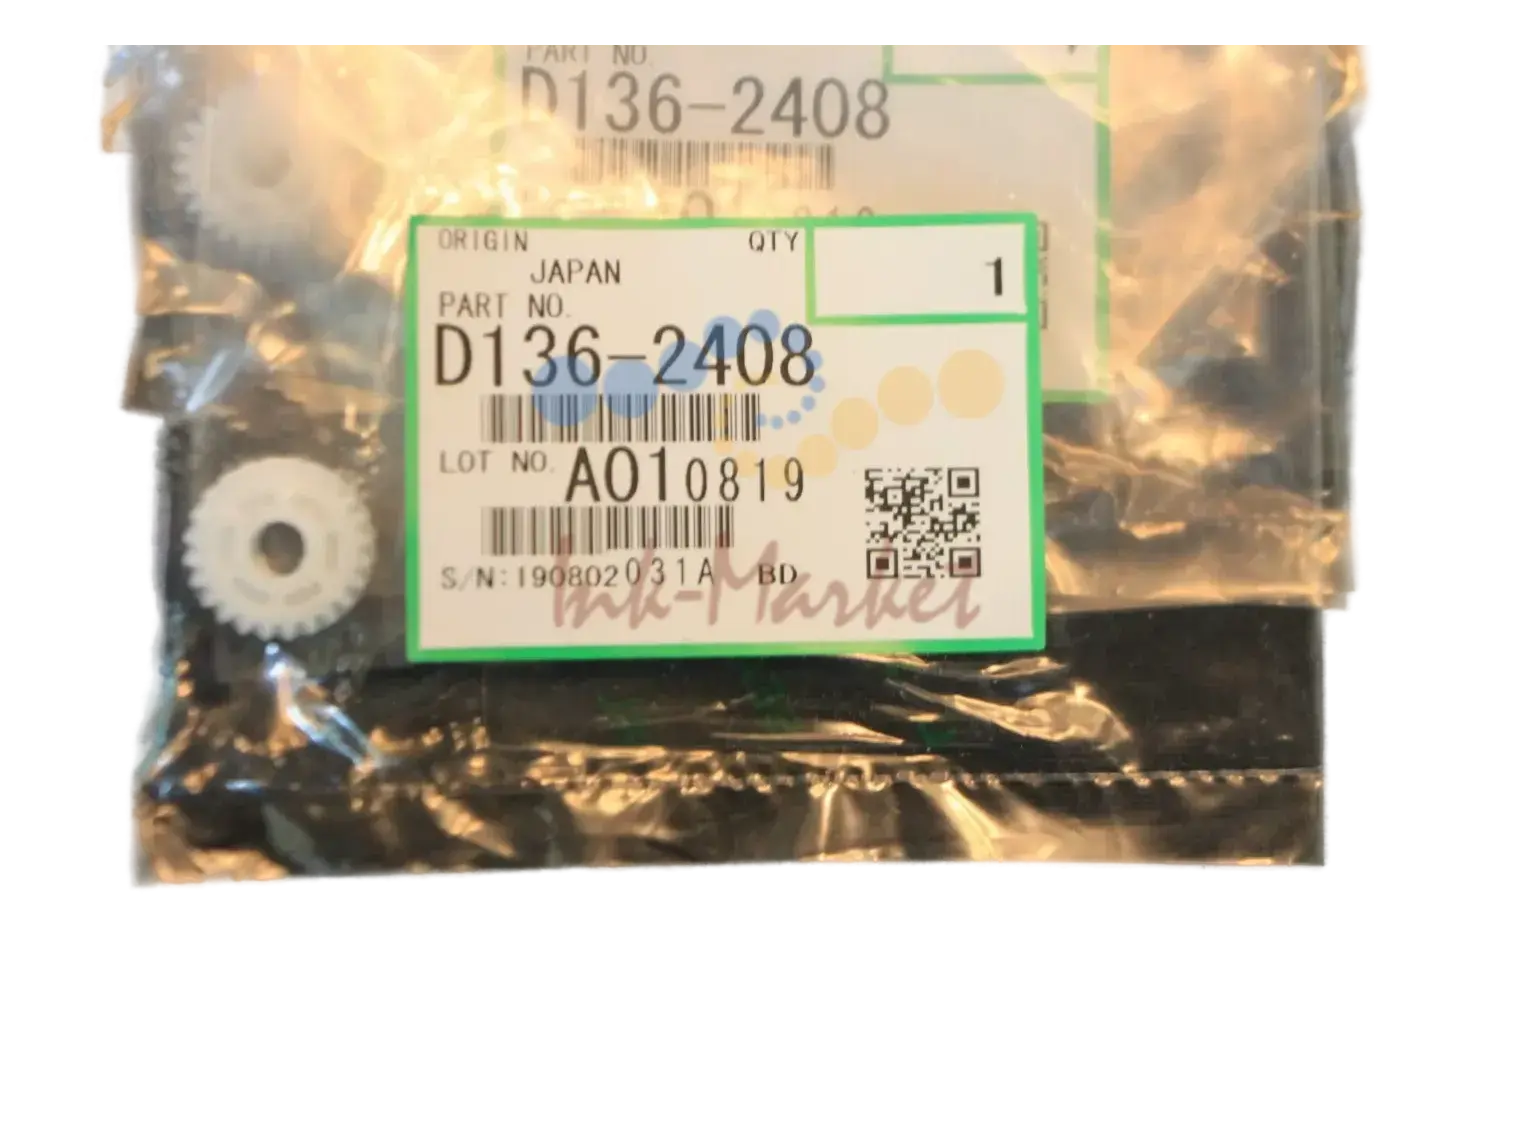 PART NO.
D136-2408
ORIGIN QTY
JAPAN 1
PART NO.
D136-2408
LOT NO. A010819
S/N:190802031A BD
Ink-Market